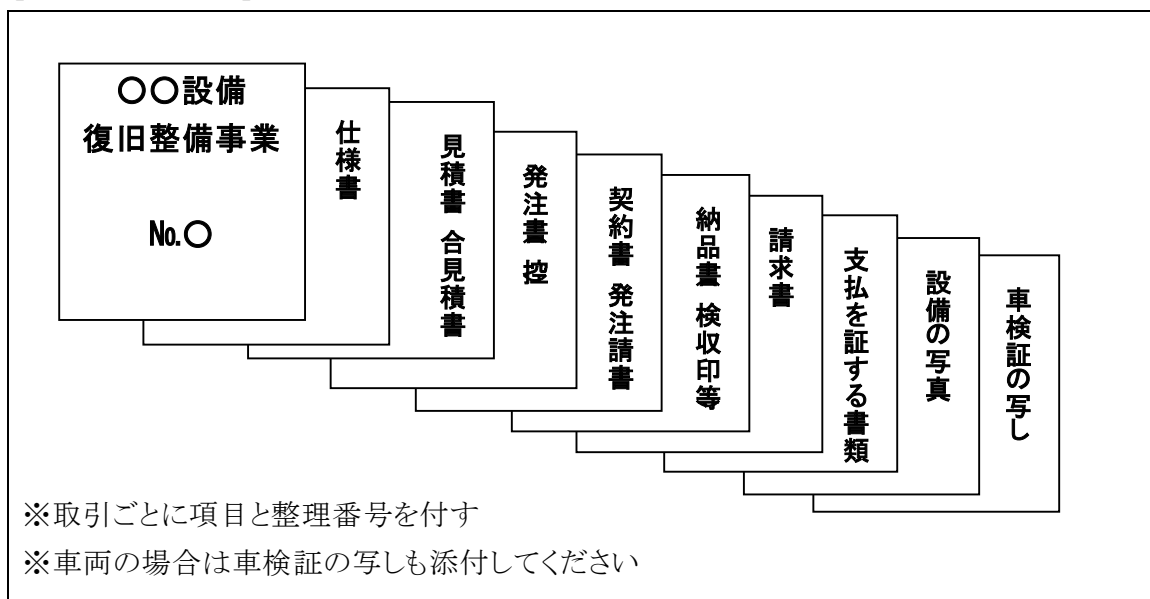 〇〇設備
復旧整備事業
No.〇
仕様書
見積書 合見積書
発注書 控
契約書 発注請書
納品書 検収印等
請求書
支払を証する書類
設備の写真
車検証の写し
※取引ごとに項目と整理番号を付す
※車両の場合は車検証の写しも添付してください